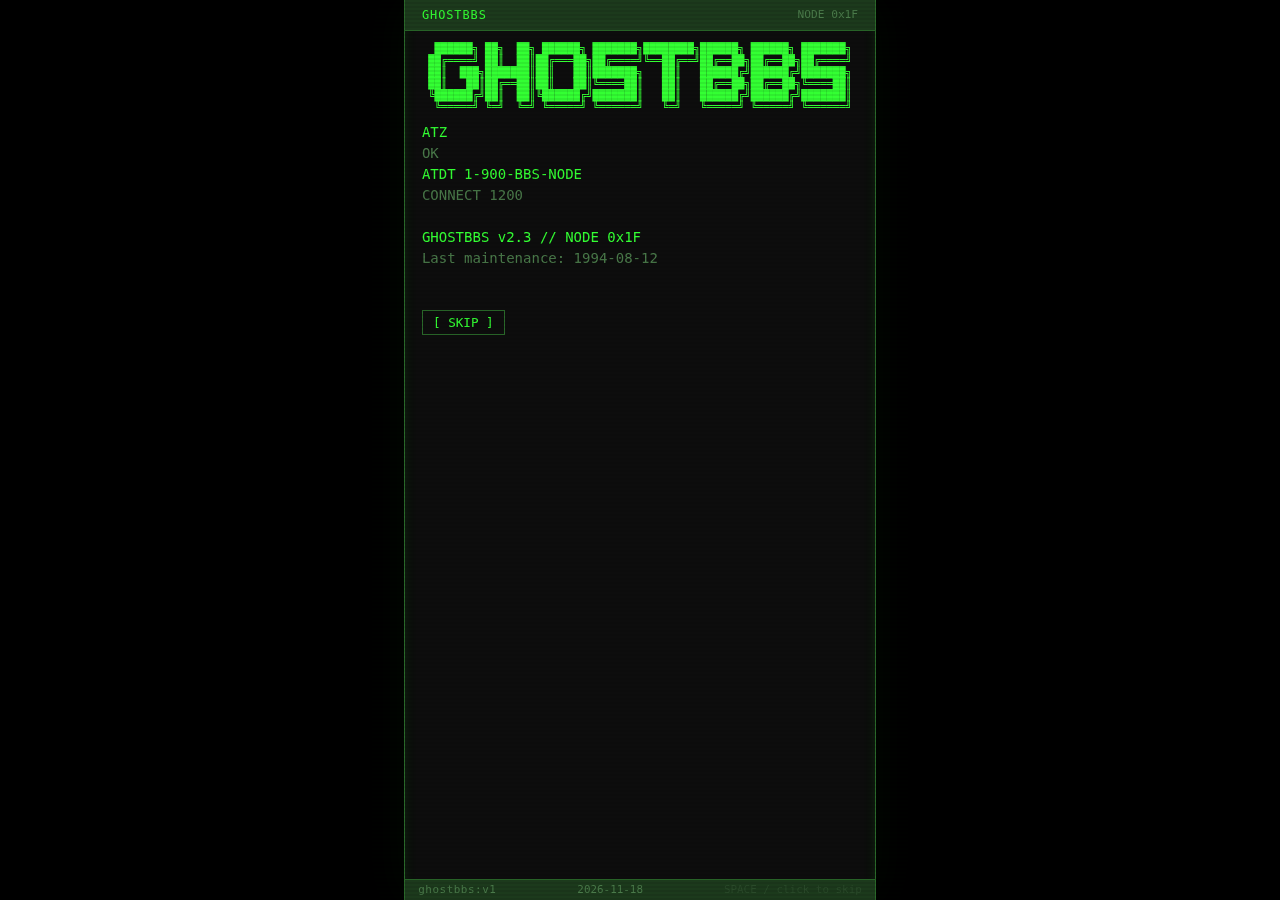 GHOSTBBS NODE 0x1F
GHOSTBBS
ATZ
OK
ATDT 1-900-BBS-NODE
CONNECT 1200
GHOSTBBS v2.3 // NODE 0x1F
Last maintenance: 1994-08-12
[ SKIP ]
ghostbbs:v1 2026-11-18 SPACE / click to skip